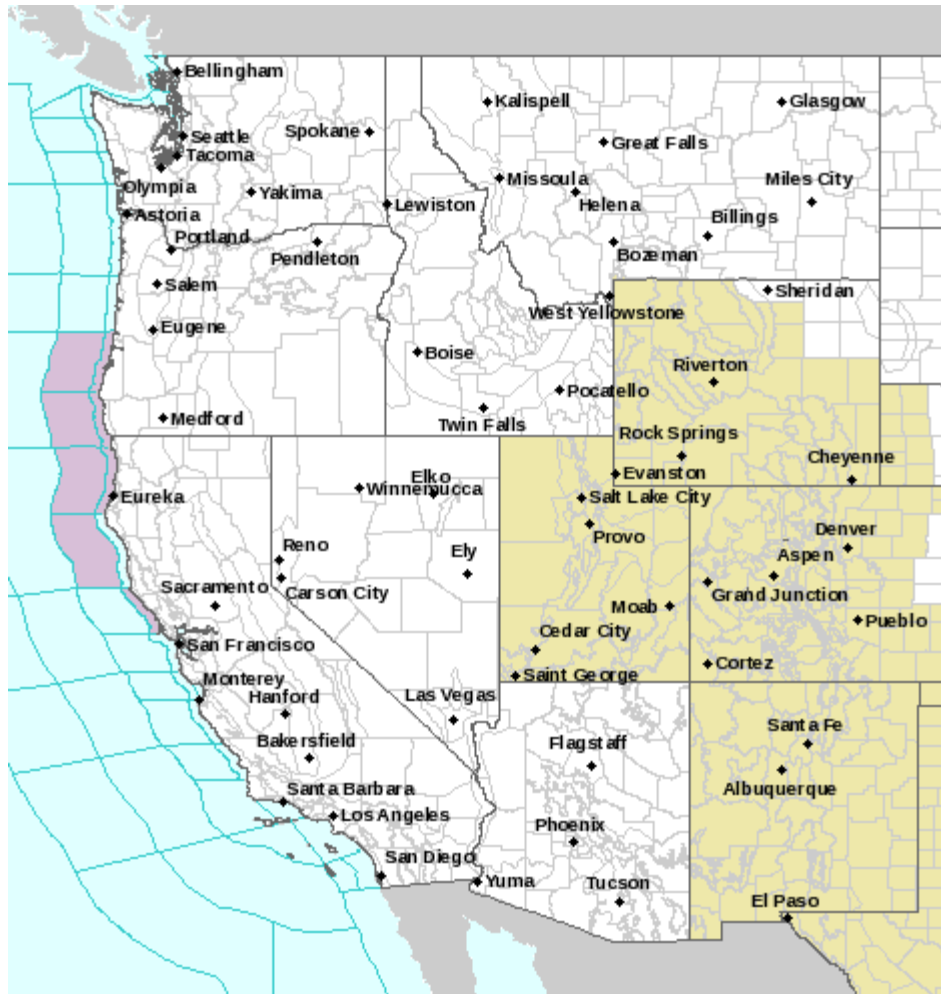 Bellingham
Kalispell
Glasgow
Seattle
Spokane
Great Falls
Tacoma
Olympia
Yakima
Missoula
Helena
Miles City
Lewiston
Astoria
Billings
Portland
Pendleton
Bozeman
Salem
Sheridan
West Yellowstone
Eugene
Boise
Riverton
Pocatello
Medford
Twin Falls
Rock Springs
Cheyenne
Evanston
Elko
Winnemucca
Eureka
Salt Lake City
Provo
Denver
Reno
Ely
Aspen
Sacramento
Carson City
Grand Junction
Moab
Pueblo
San Francisco
Cedar City
Cortez
Saint George
Monterey
Hanford
Las Vegas
Santa Fe
Bakersfield
Flagstaff
Albuquerque
Santa Barbara
Los Angeles
Phoenix
San Diego
Yuma
Tucson
El Paso